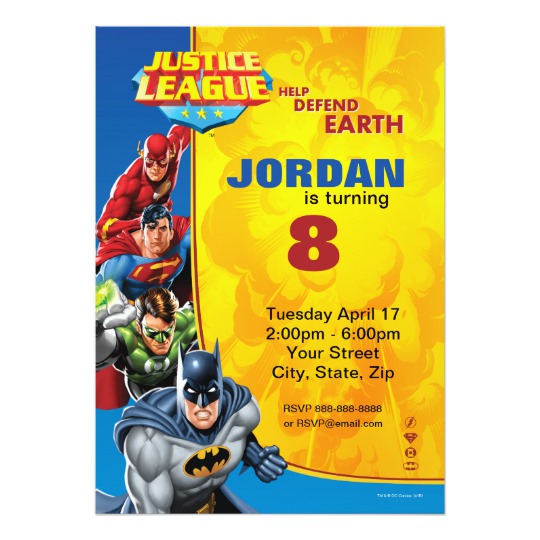 JUSTICE
LEAGUE
TM
HELP
DEFEND
EARTH
JORDAN
is turning
8
Tuesday April 17
2:00pm - 6:00pm
Your Street
City, State, Zip
RSVP 888-888-8888
or RSVP@email.com